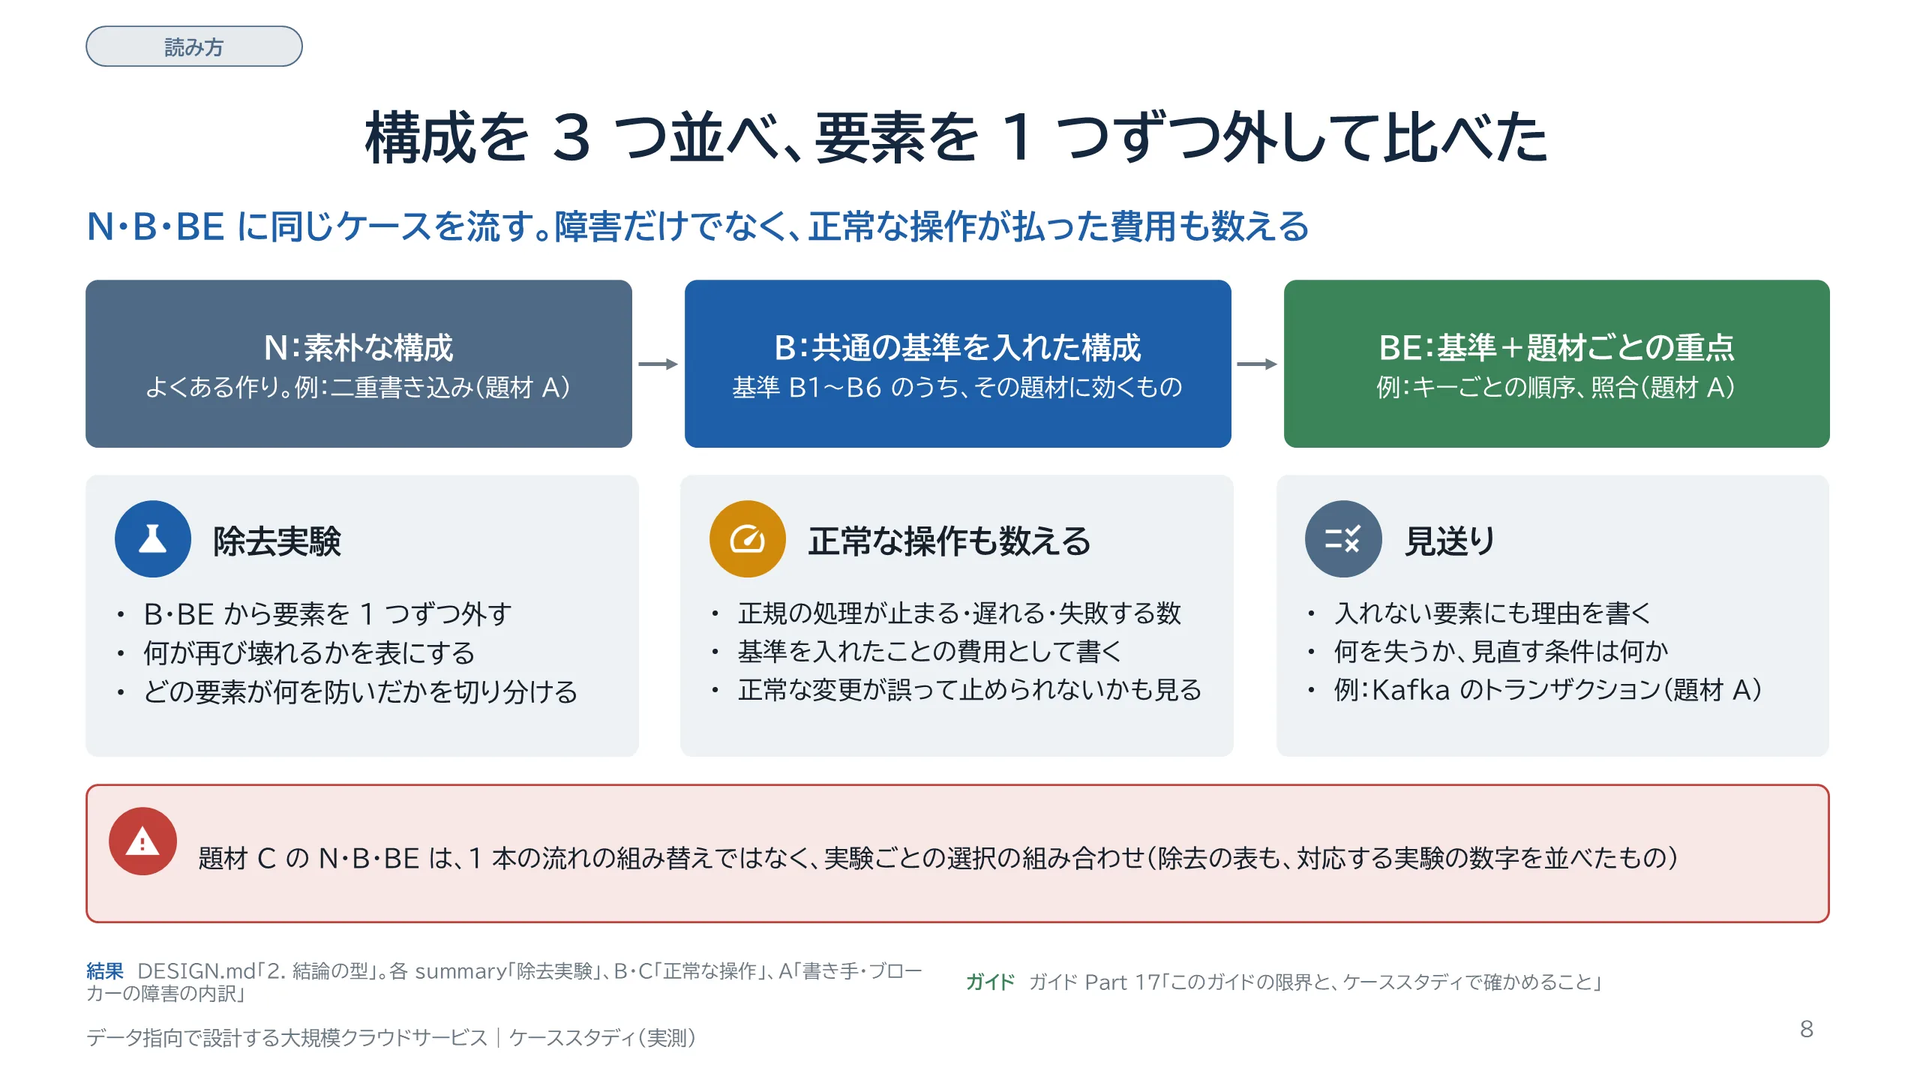 読み方
構成を 3 つ並べ、要素を 1 つずつ外して比べた
N・B・BE に同じケースを流す。障害だけでなく、正常な操作が払った費用も数える
N：素朴な構成
よくある作り。例：二重書き込み（題材 A）
B：共通の基準を入れた構成
基準 B1～B6 のうち、その題材に効くもの
BE：基準＋題材ごとの重点
例：キーごとの順序、照合（題材 A）
除去実験
• B・BE から要素を 1 つずつ外す
• 何が再び壊れるかを表にする
• どの要素が何を防いだかを切り分ける
正常な操作も数える
• 正規の処理が止まる・遅れる・失敗する数
• 基準を入れたことの費用として書く
• 正常な変更が誤って止められないかも見る
見送り
• 入れない要素にも理由を書く
• 何を失うか、見直す条件は何か
• 例：Kafka のトランザクション（題材 A）
題材 C の N・B・BE は、1 本の流れの組み替えではなく、実験ごとの選択の組み合わせ（除去の表も、対応する実験の数字を並べたもの）
結果 DESIGN.md「2. 結論の型」。各 summary「除去実験」、B・C「正常な操作」、A「書き手・ブロー
カーの障害の内訳」
ガイド ガイド Part 17「このガイドの限界と、ケーススタディで確かめること」
データ指向で設計する大規模クラウドサービス｜ケーススタディ（実測）
8